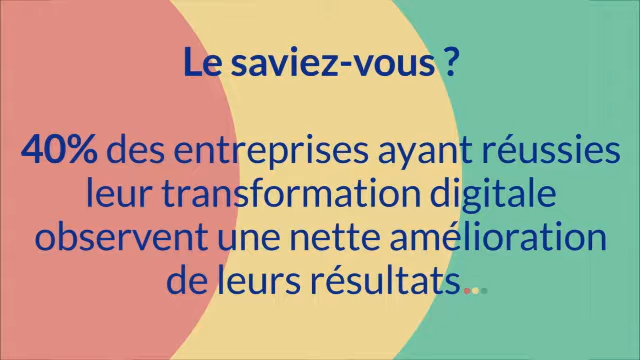 Le saviez-vous ?
40% des entreprises ayant réussies
leur transformation digitale
observent une nette amélioration
de leurs résultats...